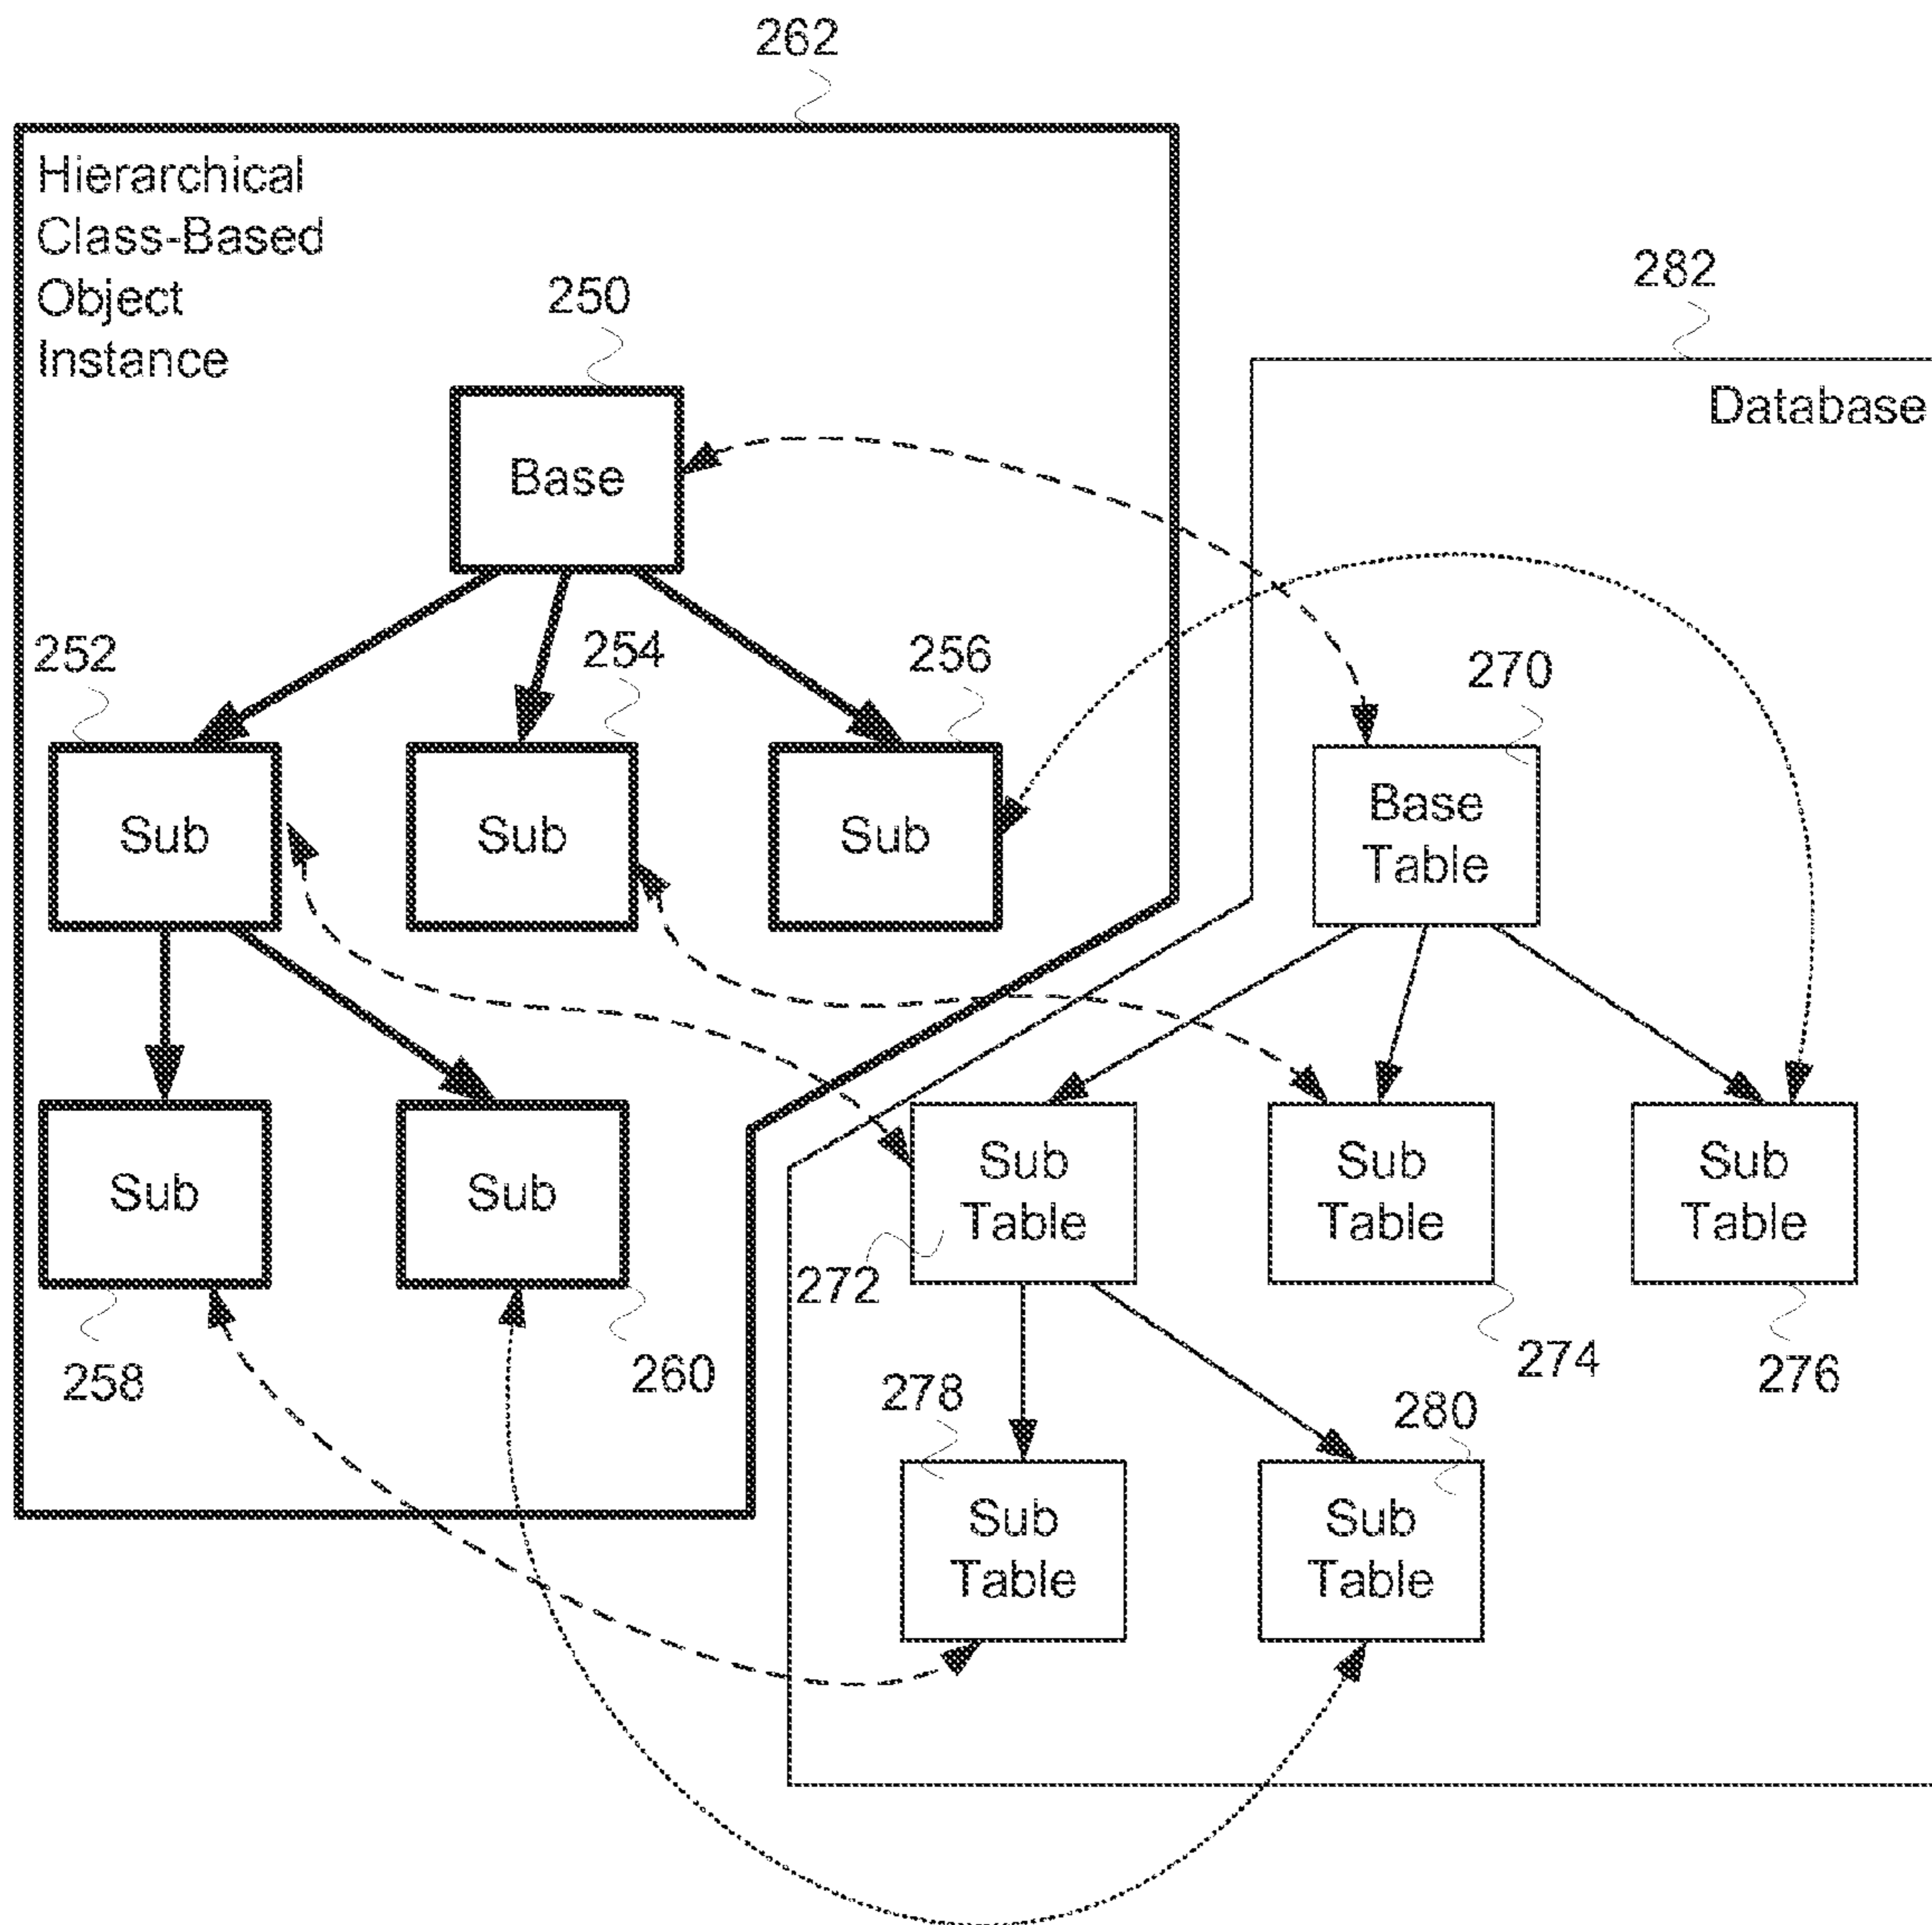 262
Hierarchical
Class-Based
Object
Instance
250
282
Database
Base
252
254
256
270
Sub
Sub
Sub
Base
Table
Sub
Sub
Sub
Table
Sub
Table
Sub
Table
272
258
260
274
276
278
280
Sub
Table
Sub
Table